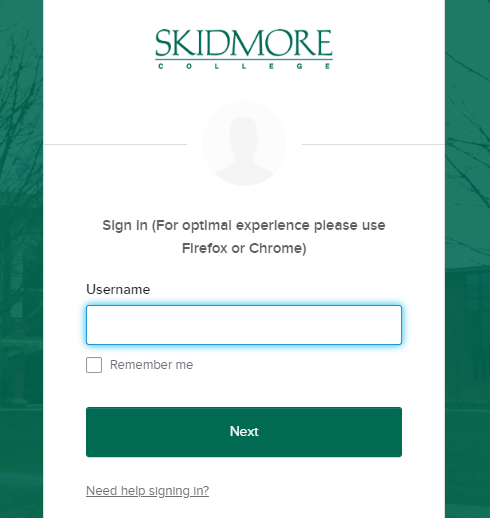 SKIDMORE
COLLEGE
Sign in (For optimal experience please use
Firefox or Chrome)
Username
Remember me
Next
Need help signing in?